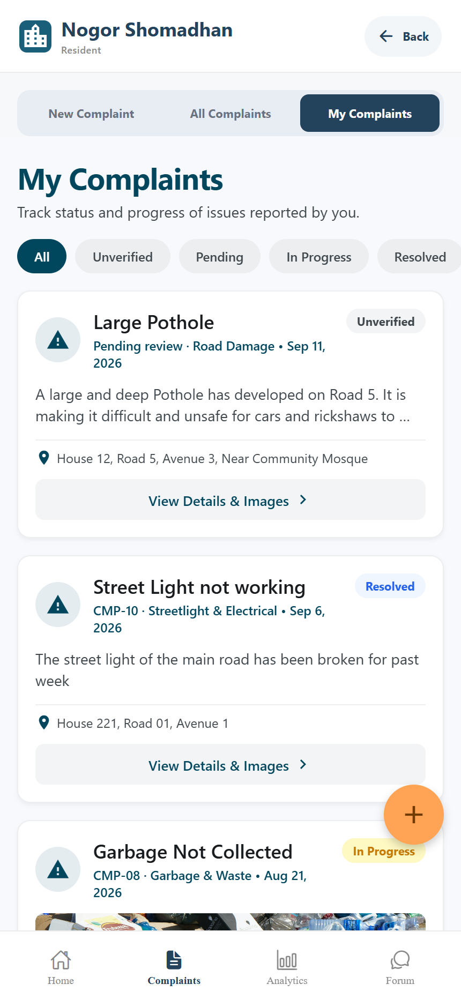 Nogor Shomadhan
Resident
Back
New Complaint
All Complaints
My Complaints
My Complaints
Track status and progress of issues reported by you.
All
Unverified
Pending
In Progress
Resolved
Large Pothole
Unverified
Pending review · Road Damage • Sep 11,
2026
A large and deep Pothole has developed on Road 5. It is
making it difficult and unsafe for cars and rickshaws to ...
House 12, Road 5, Avenue 3, Near Community Mosque
View Details & Images
Street Light not working
Resolved
CMP-10 · Streetlight & Electrical • Sep 6,
2026
The street light of the main road has been broken for past
week
House 221, Road 01, Avenue 1
View Details & Images
Garbage Not Collected
In Progress
CMP-08 · Garbage & Waste • Aug 21,
2026
Home
Complaints
Analytics
Forum